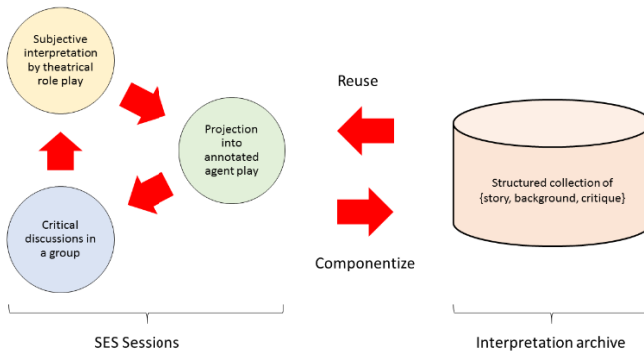 Subjective
interpretation
by theatrical
role play
Projection
into
annotated
agent play
Critical
discussions in
a group
SES Sessions
Reuse
Componentize
Structured collection of
{story, background, critique}
Interpretation archive